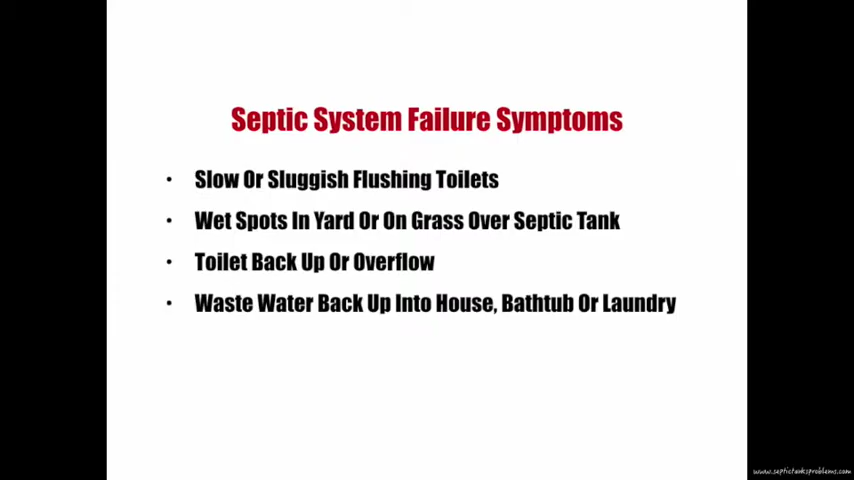 Septic System Failure Symptoms
• Slow Or Sluggish Flushing Toilets
• Wet Spots In Yard Or On Grass Over Septic Tank
• Toilet Back Up Or Overflow
• Waste Water Back Up Into House, Bathtub Or Laundry
www.septictanksproblems.com